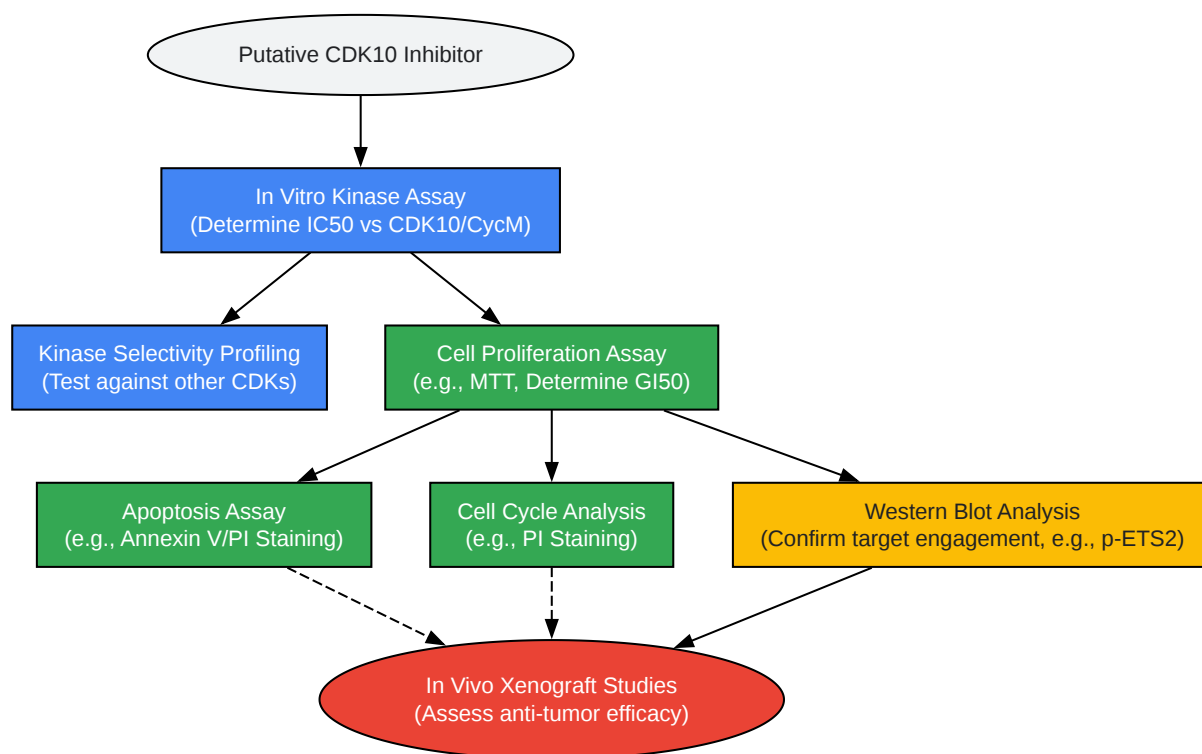 Putative CDK10 Inhibitor
In Vitro Kinase Assay
(Determine IC50 vs CDK10/CycM)
Kinase Selectivity Profiling
(Test against other CDKs)
Cell Proliferation Assay
(e.g., MTT, Determine GI50)
Apoptosis Assay
(e.g., Annexin V/PI Staining)
Cell Cycle Analysis
(e.g., PI Staining)
Western Blot Analysis
(Confirm target engagement, e.g., p-ETS2)
In Vivo Xenograft Studies
(Assess anti-tumor efficacy)